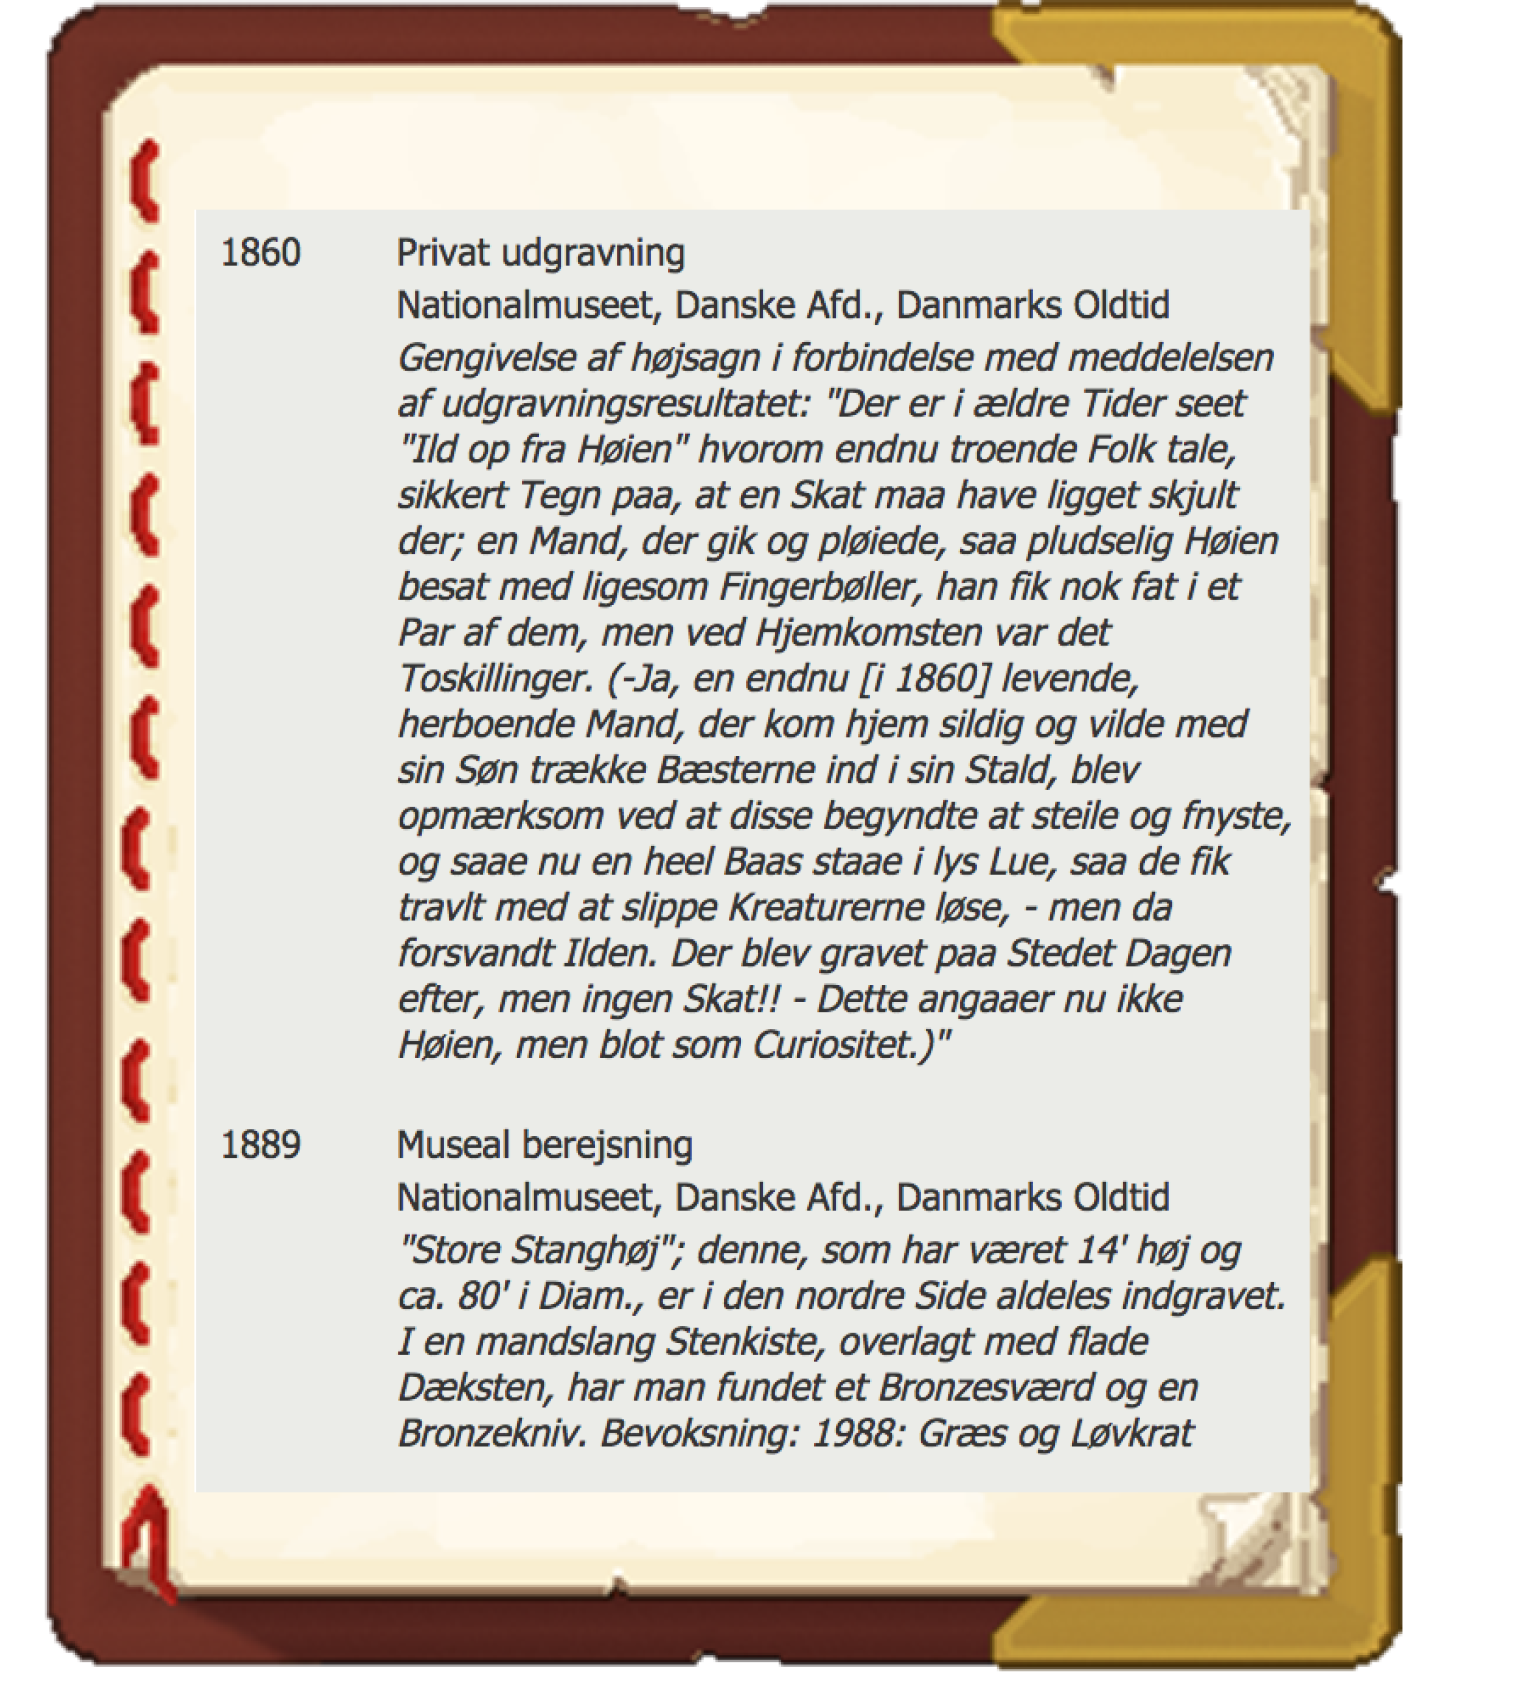 1860 Privat udgravning
Nationalmuseet, Danske Afd., Danmarks Oldtid
Gengivelse af højsagn i forbindelse med meddelelsen
af udgravningsresultatet: "Der er i ældre Tider seet
"Ild op fra Høien" hvorom endnu troende Folk tale,
sikkert Tegn paa, at en Skat maa have ligget skjult
der; en Mand, der gik og pløiede, saa pludselig Høien
besat med ligesom Fingerbøller, han fik nok fat i et
Par af dem, men ved Hjemkomsten var det
Toskillinger. (-Ja, en endnu [i 1860] levende,
herboende Mand, der kom hjem sildig og vilde med
sin Søn trække Bæsterne ind i sin Stald, blev
opmærksom ved at disse begyndte at steile og fnyste,
og saae nu en heel Baas staae i lys Lue, saa de fik
travlt med at slippe Kreaturerne løse, - men da
forsvandt Ilden. Der blev gravet paa Stedet Dagen
efter, men ingen Skat!! - Dette angaaer nu ikke
Høien, men blot som Curiositet.)"
1889 Museal berejsning
Nationalmuseet, Danske Afd., Danmarks Oldtid
"Store Stanghøj"; denne, som har været 14' høj og
ca. 80' i Diam., er i den nordre Side aldeles indgravet.
I en mandslang Stenkiste, overlagt med flade
Dæksten, har man fundet et Bronzesværd og en
Bronzekniv. Bevoksning: 1988: Græs og Løvkrat